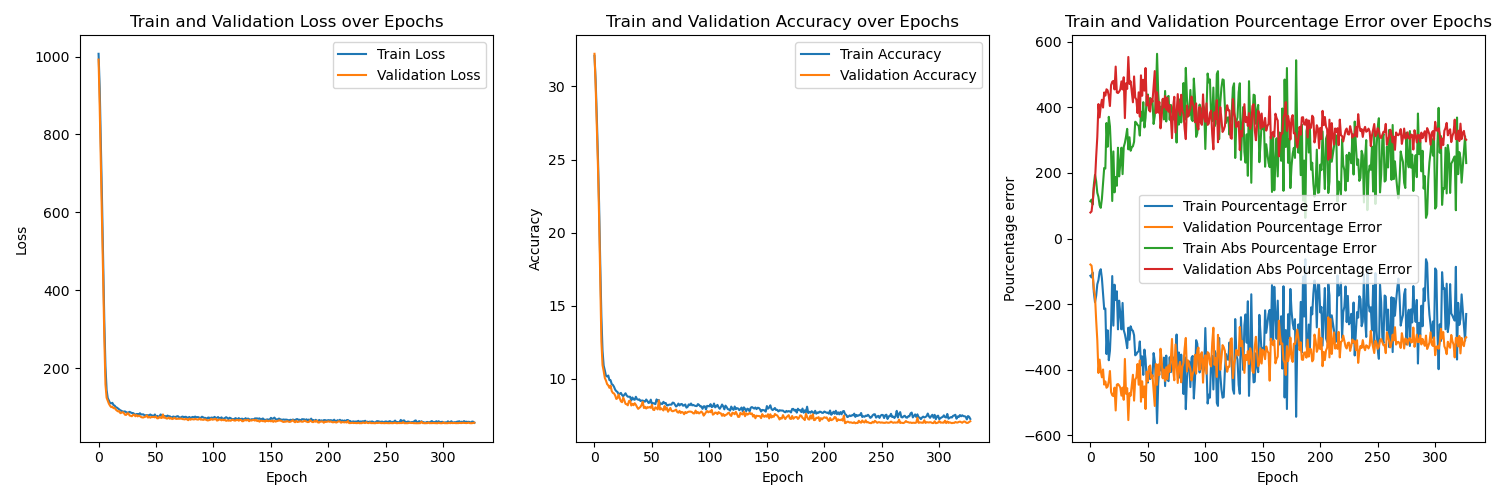 Train and Validation Loss over Epochs
Loss
1000
800
600
400
200
0
50
100
150
200
250
300
Epoch
Train Loss
Validation Loss
Train and Validation Accuracy over Epochs
Accuracy
30
25
20
15
10
0
50
100
150
200
250
300
Epoch
Train Accuracy
Validation Accuracy
Train and Validation Pourcentage Error over Epochs
Pourcentage error
600
400
200
0
−200
−400
−600
0
50
100
150
200
250
300
Epoch
Train Pourcentage Error
Validation Pourcentage Error
Train Abs Pourcentage Error
Validation Abs Pourcentage Error